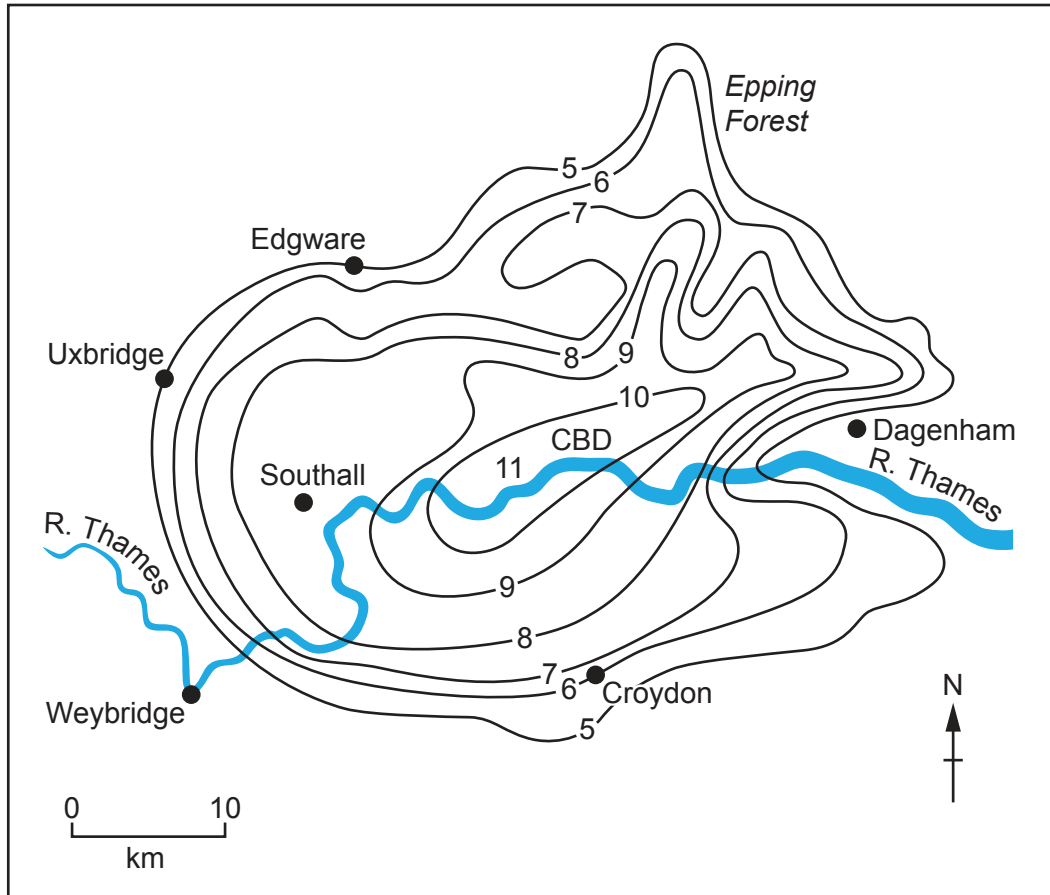 Epping
Forest
5
6
7
Edgware
Uxbridge
8
9
10
CBD
Dagenham
11
Southall
R. Thames
R. Thames
9
8
7
6
Croydon
5
Weybridge
N
0 10
km